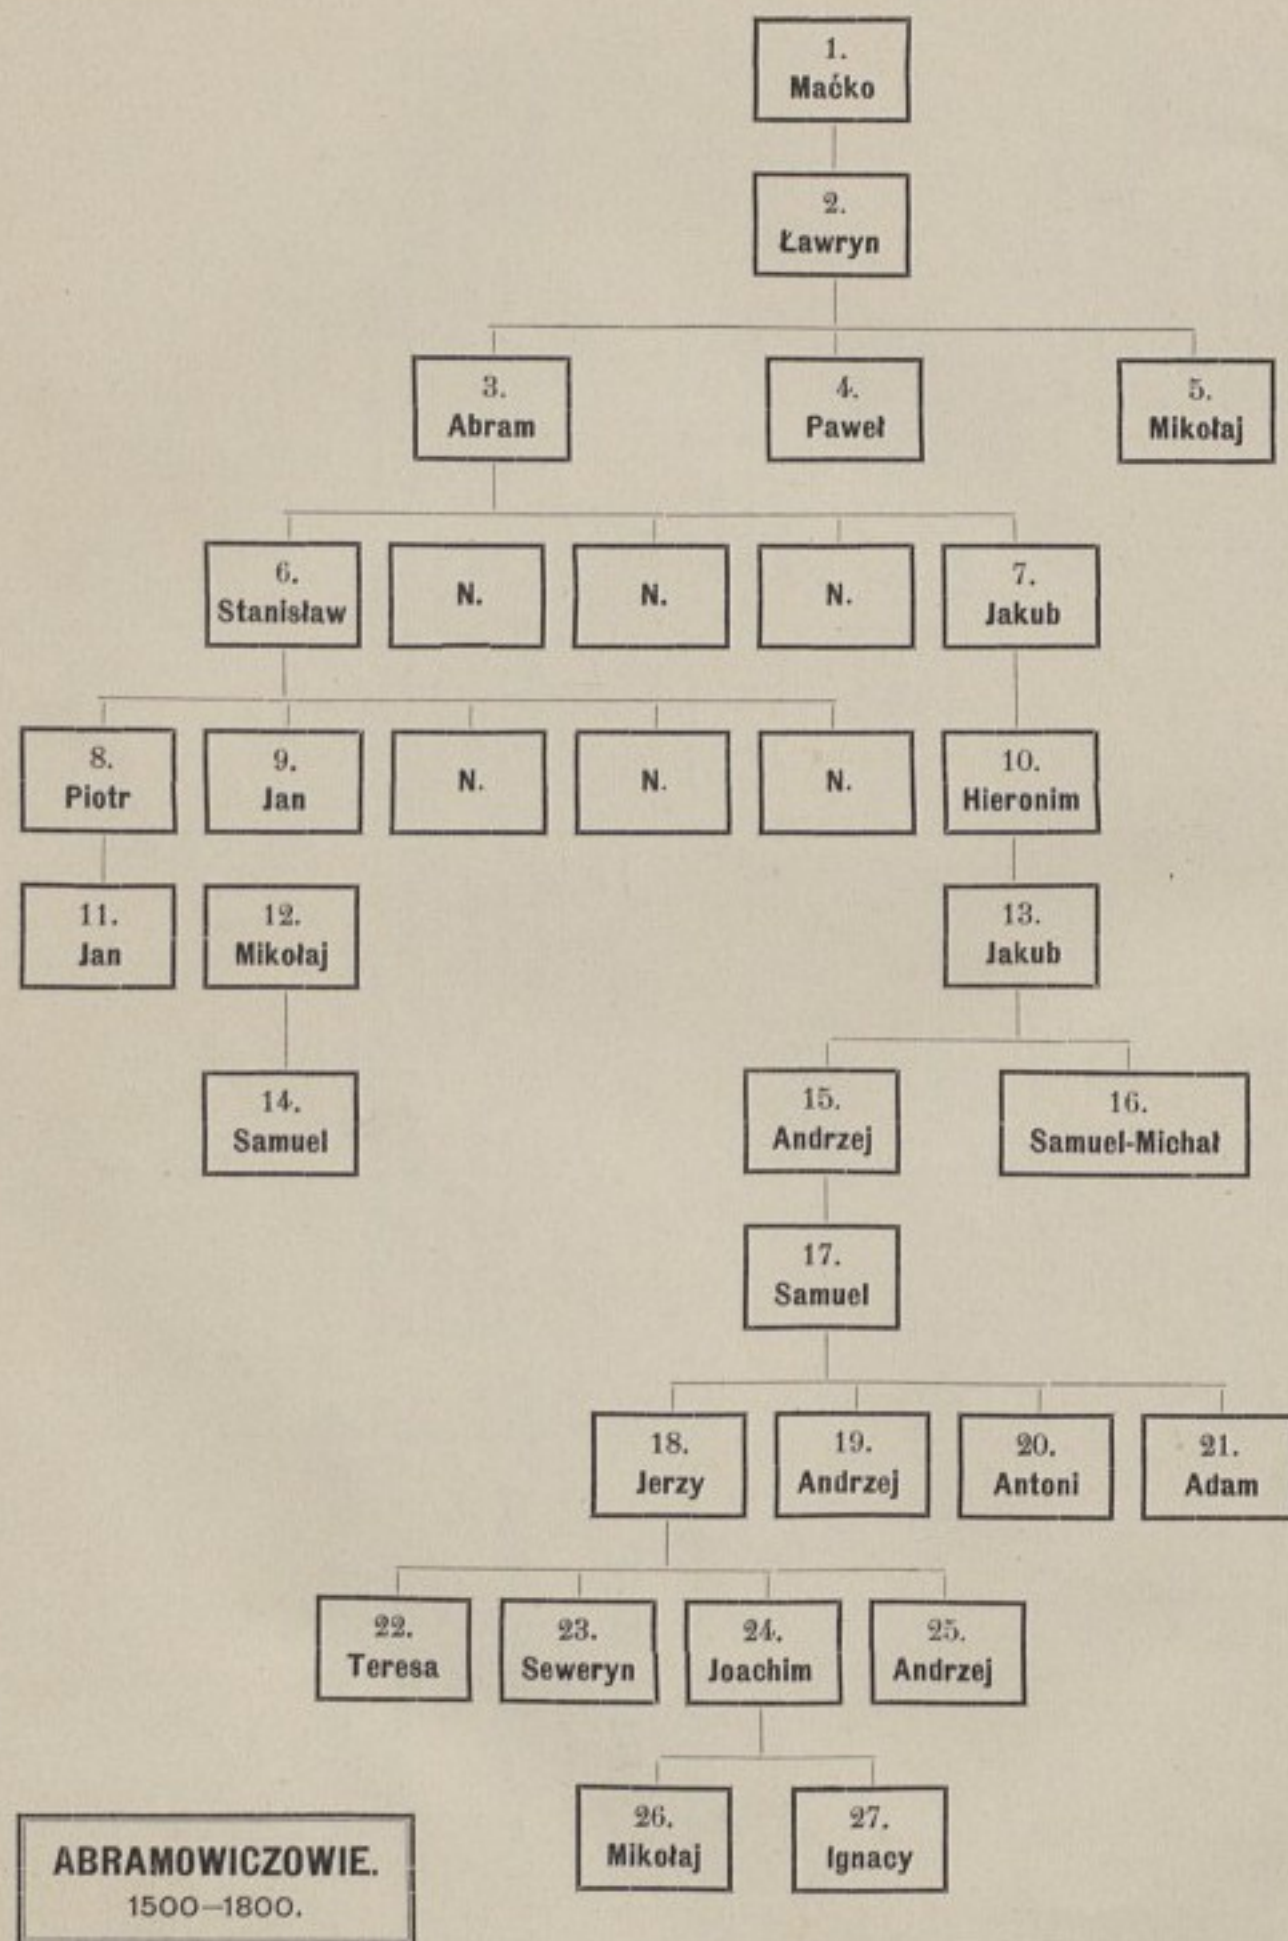 1.
Maćko
2.
Ławryn
3.
Abram
4.
Paweł
5.
Mikołaj
6.
Stanisław
N.
N.
N.
7.
Jakub
8.
Piotr
9.
Jan
N.
N.
N.
10.
Hieronim
11.
Jan
12.
Mikołaj
13.
Jakub
14.
Samuel
15.
Andrzej
16.
Samuel-Michał
17.
Samuel
18.
Jerzy
19.
Andrzej
20.
Antoni
21.
Adam
22.
Teresa
23.
Seweryn
24.
Joachim
25.
Andrzej
26.
Mikołaj
27.
Ignacy
ABRAMOWICZOWIE.
1500—1800.